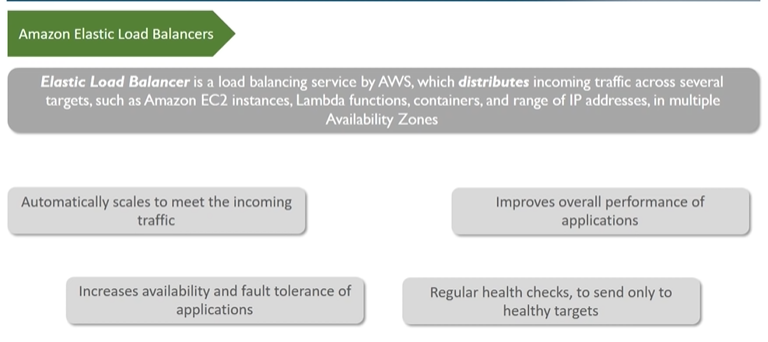 Amazon Elastic Load Balancers
Elastic Load Balancer is a load balancing service by AWS, which distributes incoming traffic across several
targets, such as Amazon EC2 instances, Lambda functions, containers, and range of IP addresses, in multiple
Availability Zones
Automatically scales to meet the incoming
traffic
Improves overall performance of
applications
Increases availability and fault tolerance of
applications
Regular health checks, to send only to
healthy targets